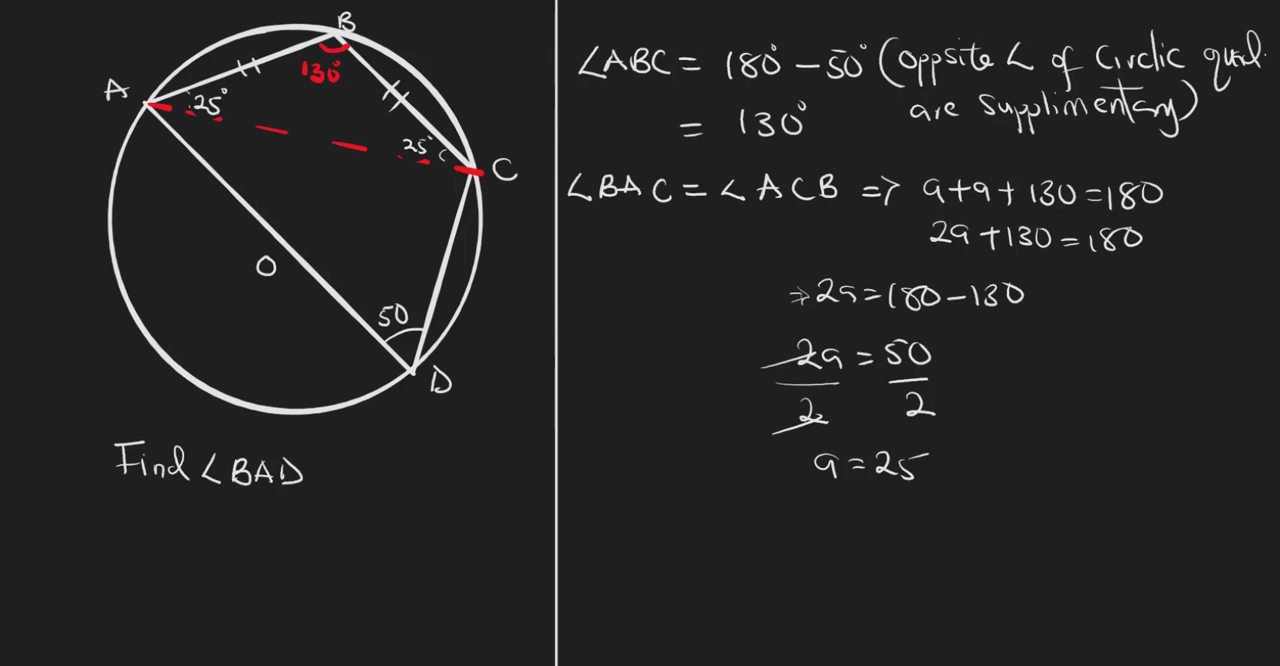 B
A
130°
25°
25°
C
O
50
D
Find ∠BAD
∠ABC = 180° - 50° (Opposite ∠ of Circlic quad.
= 130° are supplimentary)
∠BAC = ∠ACB => a+a+130=180
2a+130=180
=> 2a=180-130
2a = 50
2 2
a = 25